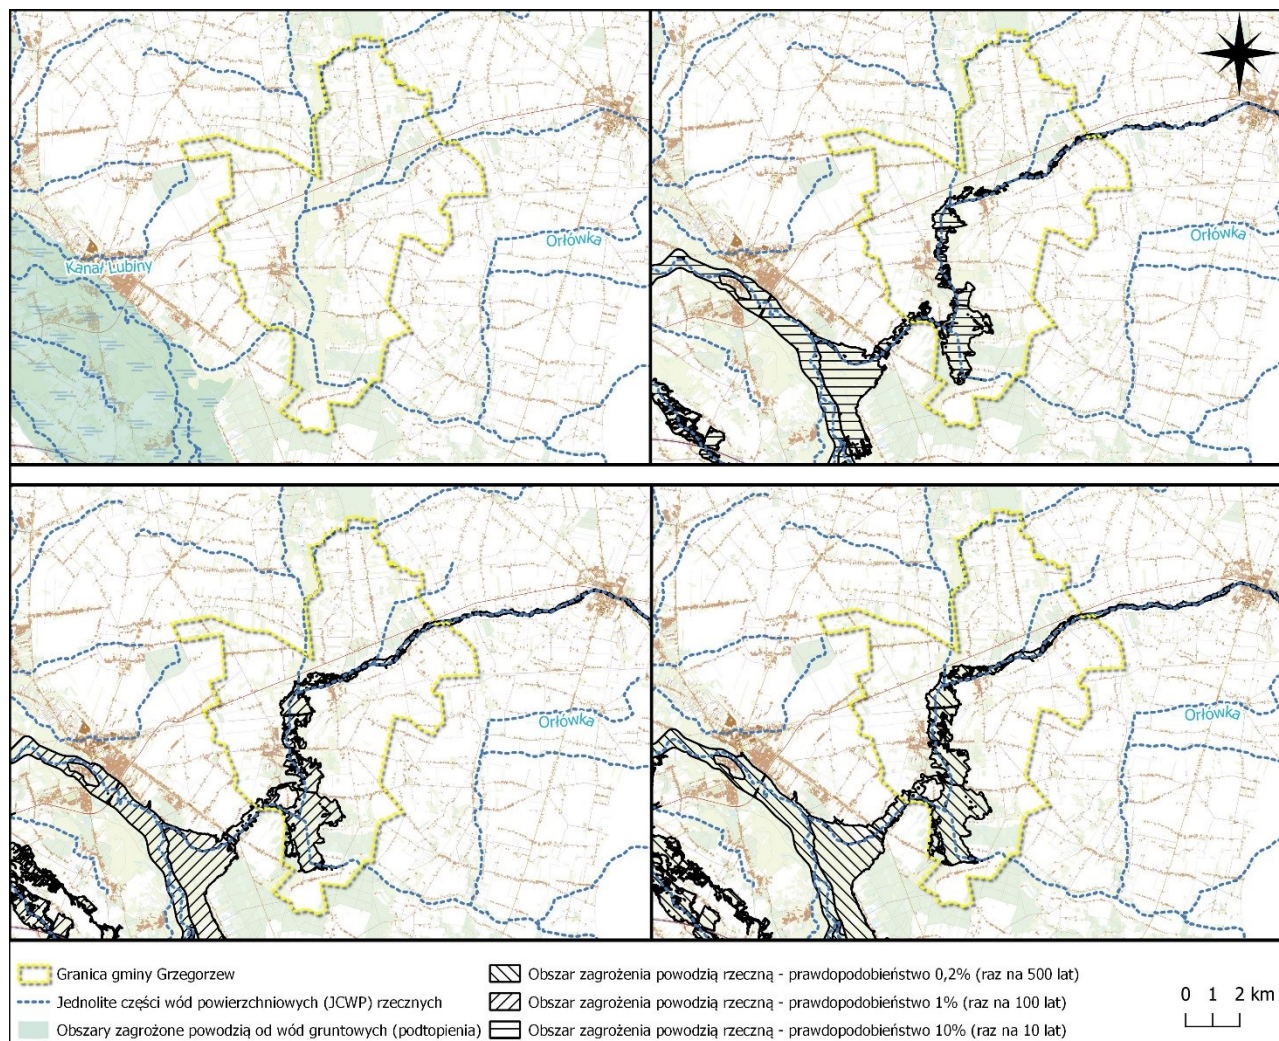 Kanał Lubiny
Orłówka
Orłówka
Orłówka
Orłówka
Granica gminy Grzegorzew
Jednolite części wód powierzchniowych (JCWP) rzecznych
Obszary zagrożone powodzią od wód gruntowych (podtopienia)
Obszar zagrożenia powodzią rzeczną - prawdopodobieństwo 0,2% (raz na 500 lat)
Obszar zagrożenia powodzią rzeczną - prawdopodobieństwo 1% (raz na 100 lat)
Obszar zagrożenia powodzią rzeczną - prawdopodobieństwo 10% (raz na 10 lat)
0 1 2 km